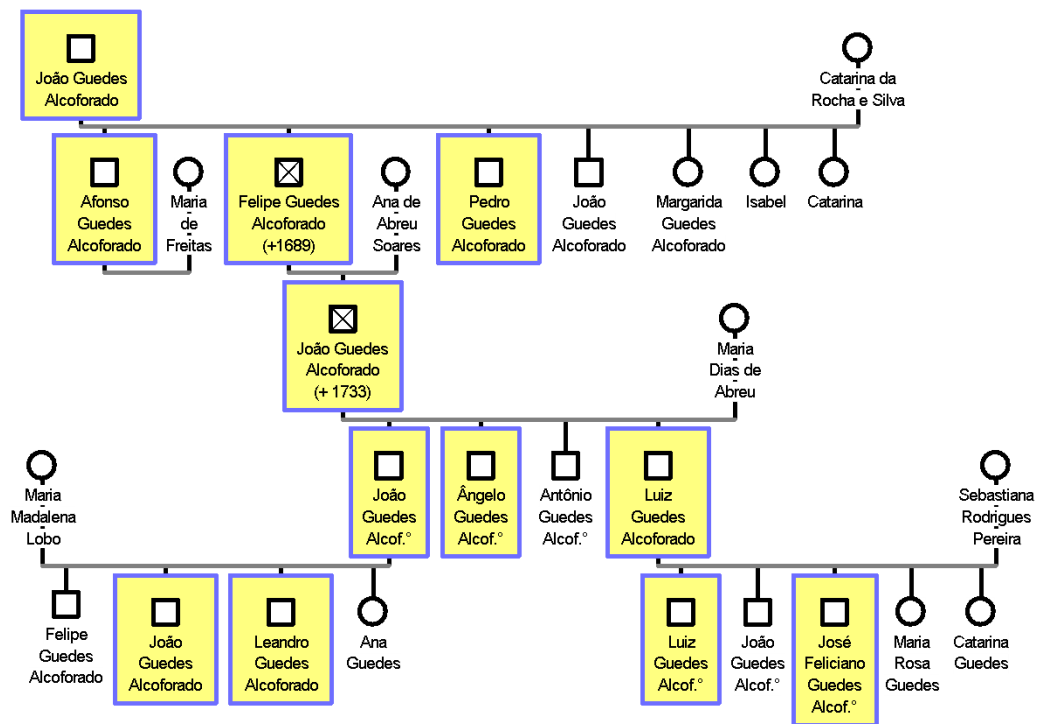 João Guedes
Alcoforado
Catarina da
Rocha e Silva
Afonso
Guedes
Alcoforado
Maria
de
Freitas
Felipe Guedes
Alcoforado
(+1689)
Ana de
Abreu
Soares
Pedro
Guedes
Alcoforado
João
Guedes
Alcoforado
Margarida
Guedes
Alcoforado
Isabel
Catarina
João Guedes
Alcoforado
(+ 1733)
Maria
Dias de
Abreu
Maria
Madalena
Lobo
João
Guedes
Alcof.°
Ângelo
Guedes
Alcof.°
Antônio
Guedes
Alcof.°
Luiz
Guedes
Alcoforado
Sebastiana
Rodrigues
Pereira
Felipe
Guedes
Alcoforado
João
Guedes
Alcoforado
Leandro
Guedes
Alcoforado
Ana
Guedes
Luiz
Guedes
Alcof.°
João
Guedes
Alcof.°
José
Feliciano
Guedes
Alcof.°
Maria
Rosa
Guedes
Catarina
Guedes